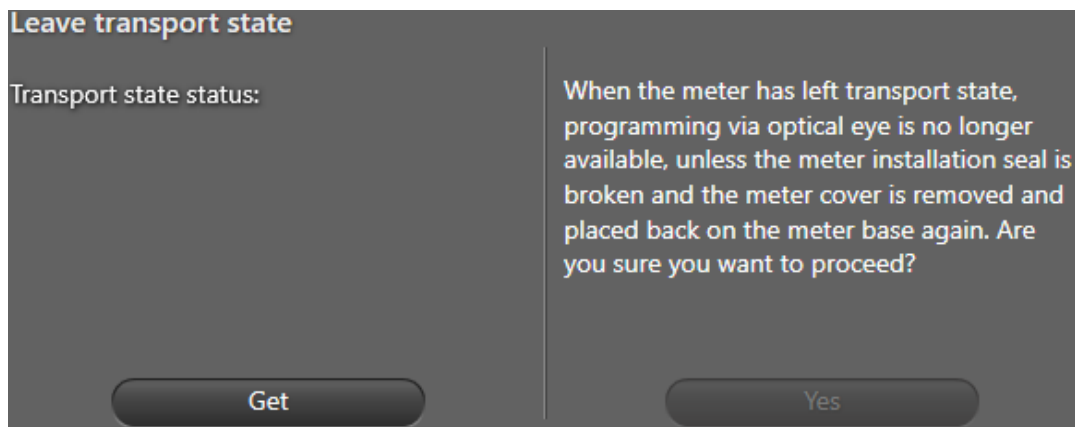 Leave transport state
Transport state status:
When the meter has left transport state,
programming via optical eye is no longer
available, unless the meter installation seal is
broken and the meter cover is removed and
placed back on the meter base again. Are
you sure you want to proceed?
Get
Yes